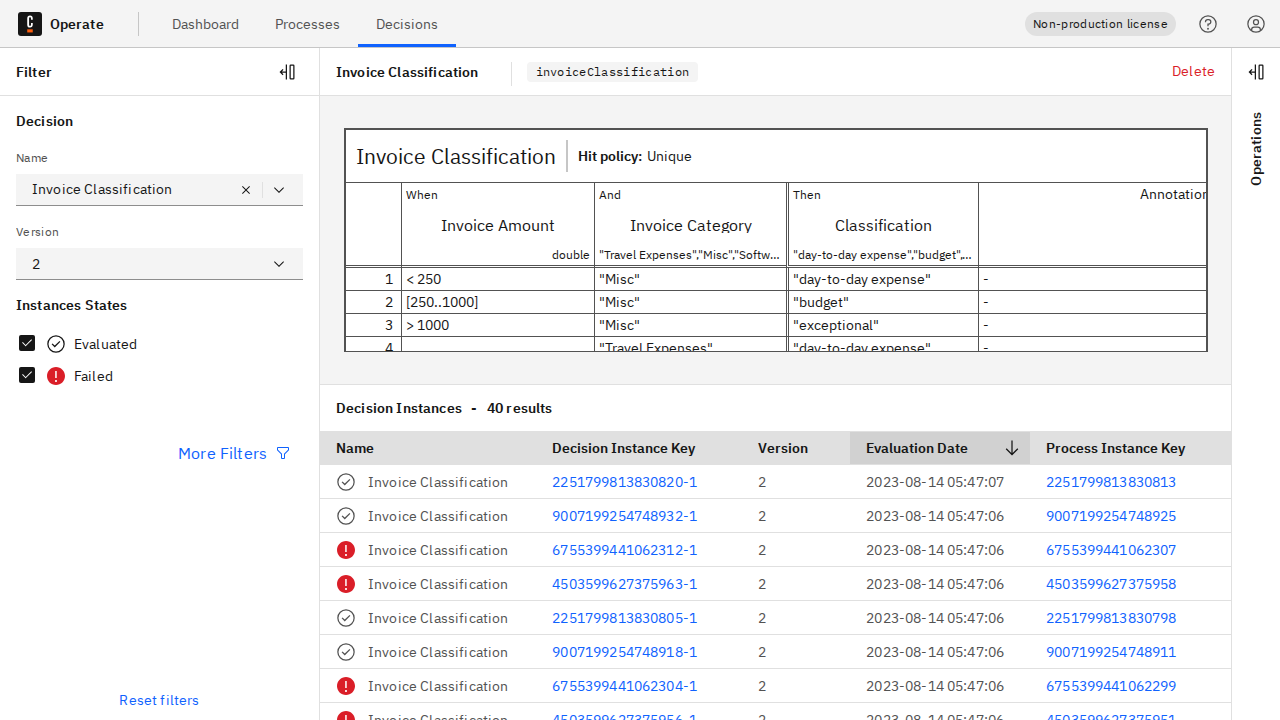 C Operate Dashboard Processes Decisions Non-production license
Filter
Decision
Name
Invoice Classification
Version
2
Instances States
Evaluated
Failed
More Filters
Reset filters
Invoice Classification invoiceClassification Delete
Invoice Classification Hit policy: Unique
When And Then Annotation
Invoice Amount Invoice Category Classification
double "Travel Expenses","Misc","Softw... "day-to-day expense","budget",...
1 < 250 "Misc" "day-to-day expense" -
2 [250..1000] "Misc" "budget" -
3 > 1000 "Misc" "exceptional" -
4 "Travel Expenses" "day-to-day expense" -
Decision Instances - 40 results
Name Decision Instance Key Version Evaluation Date Process Instance Key
Invoice Classification 2251799813830820-1 2 2023-08-14 05:47:07 2251799813830813
Invoice Classification 9007199254748932-1 2 2023-08-14 05:47:06 9007199254748925
Invoice Classification 6755399441062312-1 2 2023-08-14 05:47:06 6755399441062307
Invoice Classification 4503599627375963-1 2 2023-08-14 05:47:06 4503599627375958
Invoice Classification 2251799813830805-1 2 2023-08-14 05:47:06 2251799813830798
Invoice Classification 9007199254748918-1 2 2023-08-14 05:47:06 9007199254748911
Invoice Classification 6755399441062304-1 2 2023-08-14 05:47:06 6755399441062299
Invoice Classification 4503599627375956-1 2 2023-08-14 05:47:06 4503599627375951
Operations